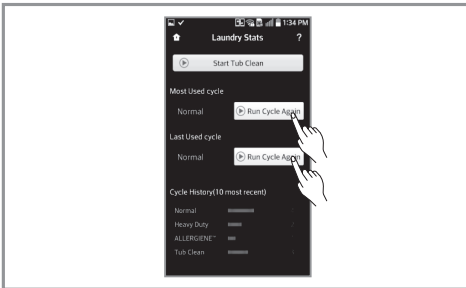 1:34 PM
Laundry Stats ?
Start Tub Clean
Most Used cycle
Normal Run Cycle Again
Last Used cycle
Normal Run Cycle Again
Cycle History(10 most recent)
Normal
Heavy Duty
ALLERGIENE™
Tub Clean